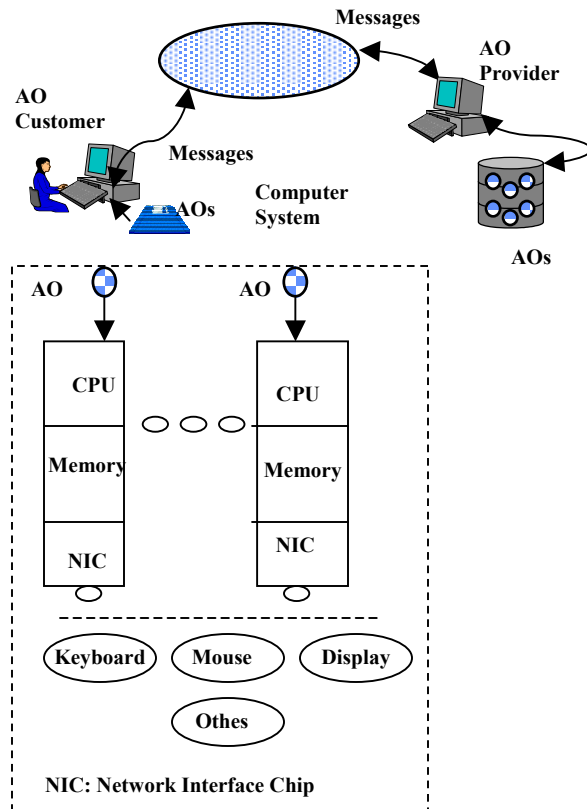 Messages
AO
Provider
AO
Customer
Messages
AOs
Computer
System
AOs
AO
AO
CPU
CPU
Memory
Memory
NIC
NIC
Keyboard
Mouse
Display
Othes
NIC: Network Interface Chip